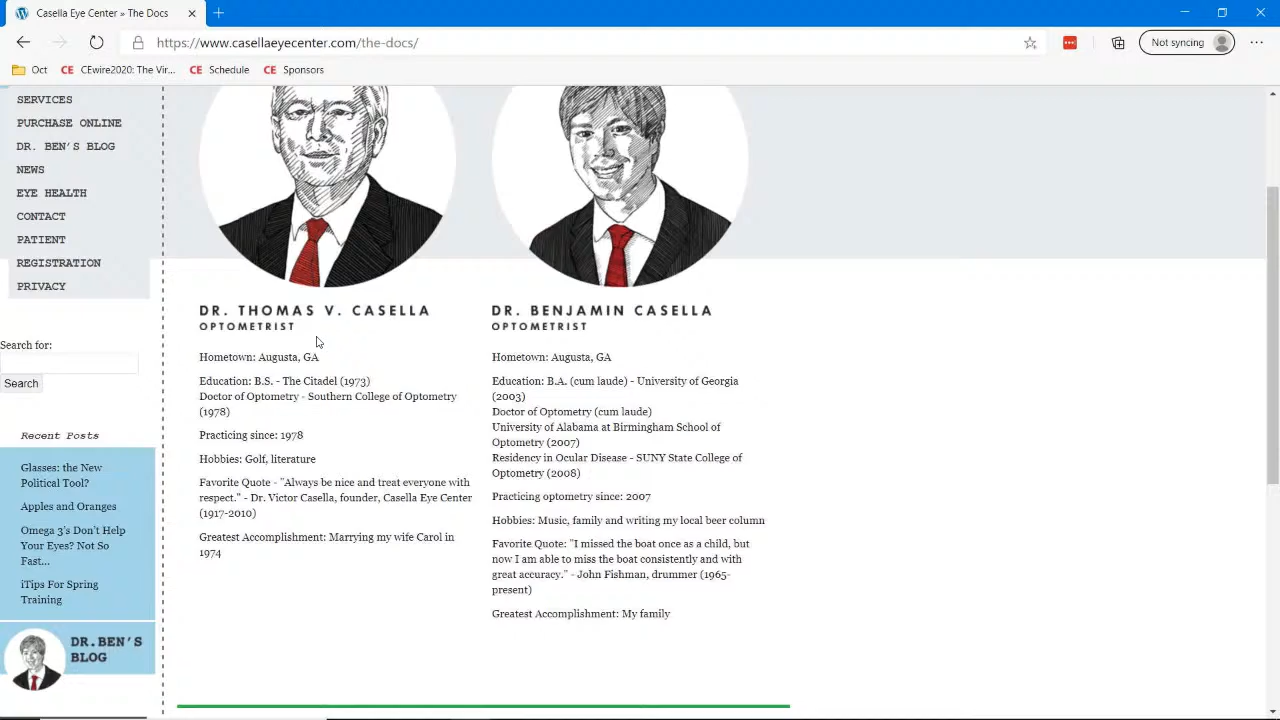 Casella Eye Center » The Docs
https://www.casellaeyecenter.com/the-docs/
Not syncing
Oct
CEwire2020: The Vir...
Schedule
Sponsors
SERVICES
PURCHASE ONLINE
DR. BEN'S BLOG
NEWS
EYE HEALTH
CONTACT
PATIENT
REGISTRATION
PRIVACY
Search for:
Search
Recent Posts
Glasses: the New
Political Tool?
Apples and Oranges
Omega 3's Don't Help
Your Eyes? Not So
Fast...
iTips For Spring
Training
DR.BEN'S
BLOG
DR. THOMAS V. CASELLA
OPTOMETRIST
Hometown: Augusta, GA
Education: B.S. - The Citadel (1973)
Doctor of Optometry - Southern College of Optometry
(1978)
Practicing since: 1978
Hobbies: Golf, literature
Favorite Quote - "Always be nice and treat everyone with
respect." - Dr. Victor Casella, founder, Casella Eye Center
(1917-2010)
Greatest Accomplishment: Marrying my wife Carol in
1974
DR. BENJAMIN CASELLA
OPTOMETRIST
Hometown: Augusta, GA
Education: B.A. (cum laude) - University of Georgia
(2003)
Doctor of Optometry (cum laude)
University of Alabama at Birmingham School of
Optometry (2007)
Residency in Ocular Disease - SUNY State College of
Optometry (2008)
Practicing optometry since: 2007
Hobbies: Music, family and writing my local beer column
Favorite Quote: "I missed the boat once as a child, but
now I am able to miss the boat consistently and with
great accuracy." - John Fishman, drummer (1965-
present)
Greatest Accomplishment: My family